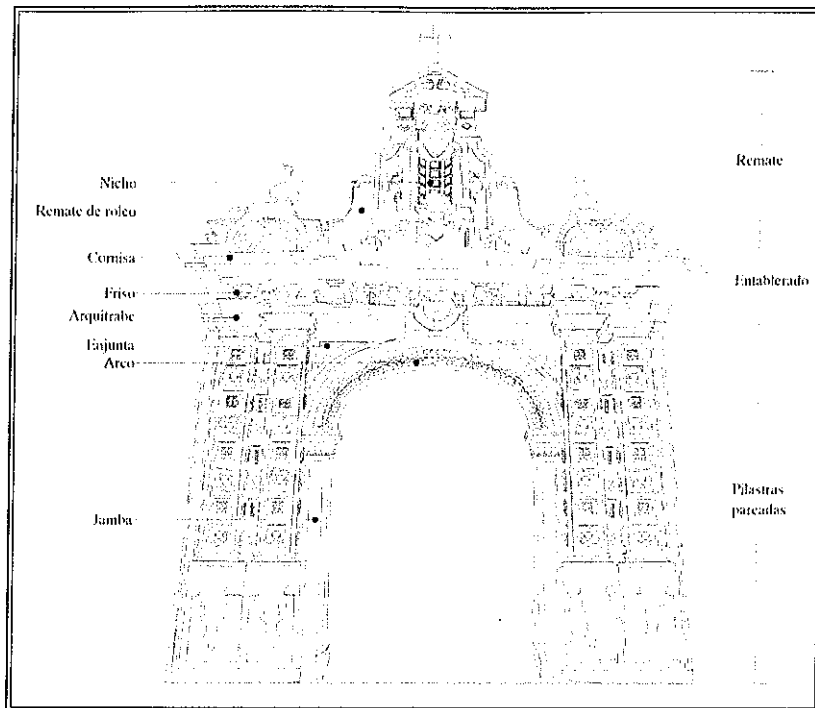 Nicho
Remate de roleo
Cornisa
Friso
Arquitrabe
Enjunta
Arco
Jamba
Remate
Entablerado
Pilastras
pareadas